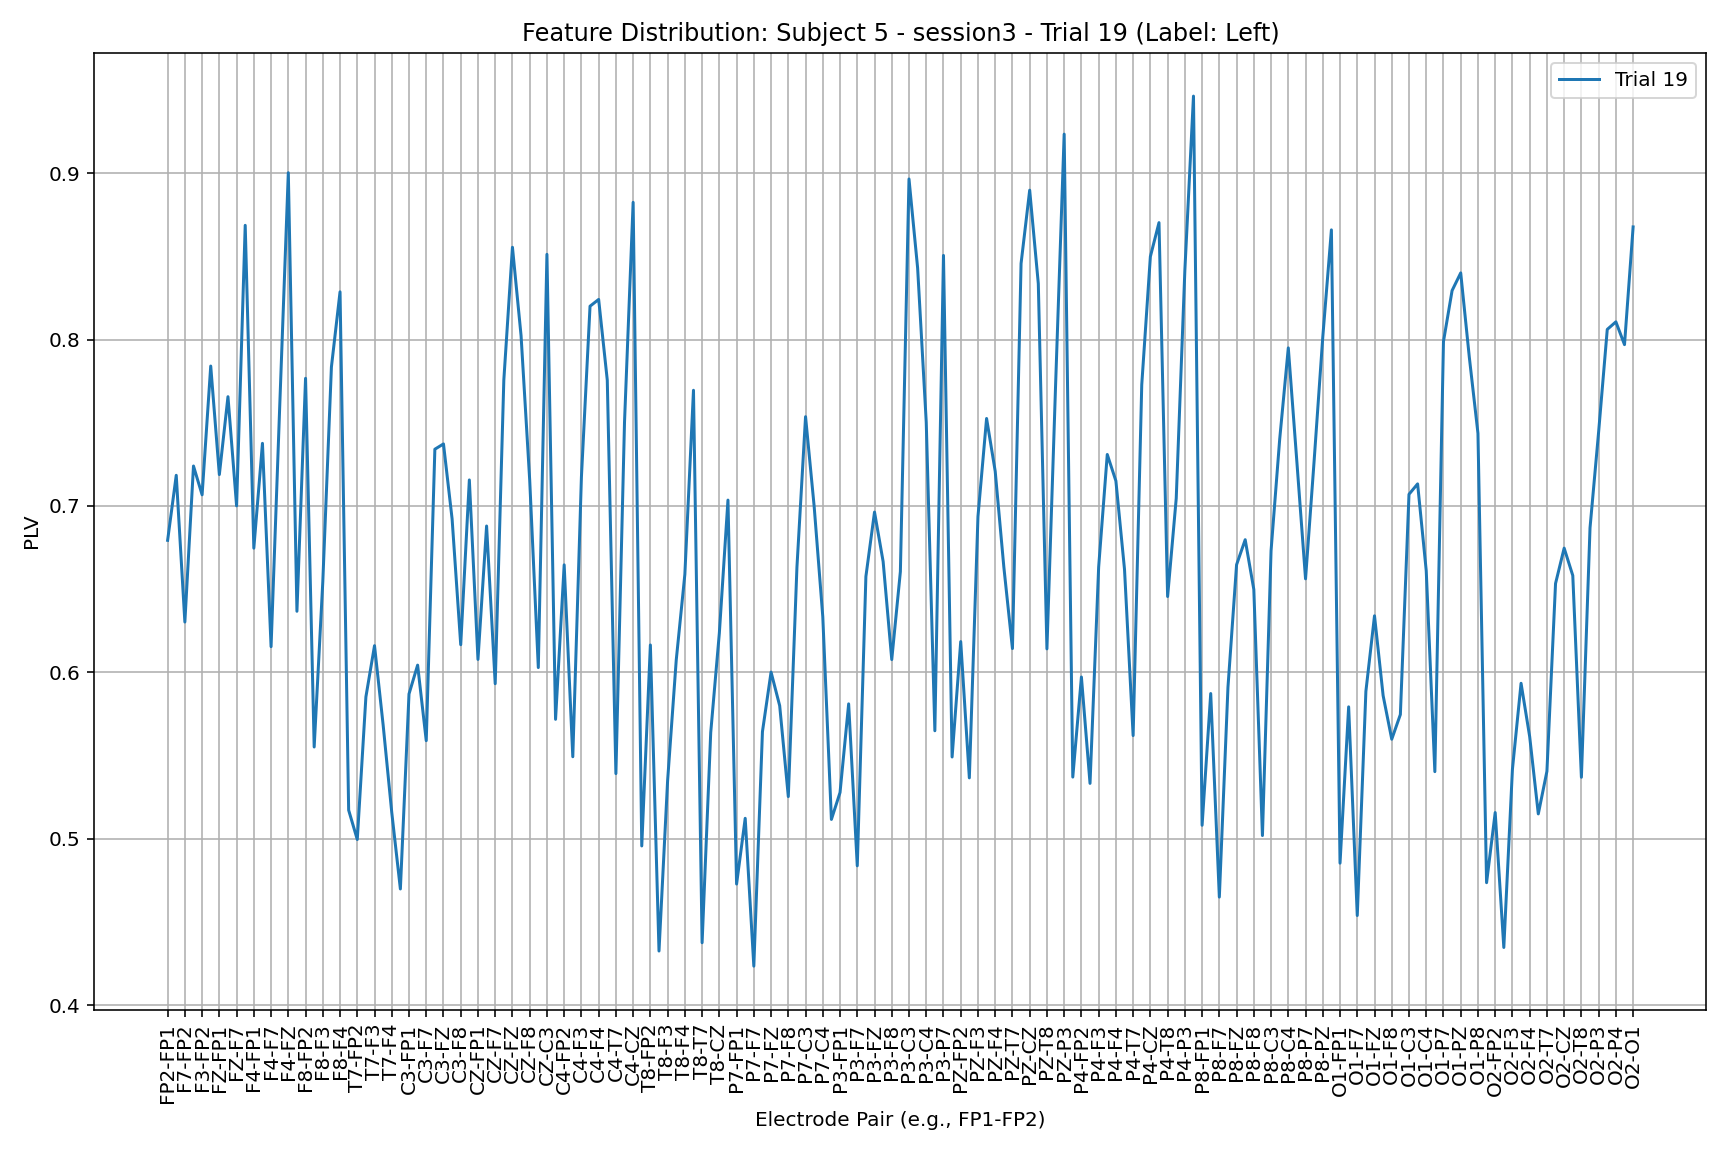 Feature Distribution: Subject 5 - session3 - Trial 19 (Label: Left)
Trial 19
PLV
0.9
0.8
0.7
0.6
0.5
0.4
FP2-FP1
F7-FP2
F3-FP2
FZ-FP1
FZ-F7
F4-FP1
F4-F7
F4-FZ
F8-FP2
F8-F3
F8-F4
T7-FP2
T7-F3
T7-F4
C3-FP1
C3-F7
C3-FZ
C3-F8
CZ-FP1
CZ-F7
CZ-FZ
CZ-F8
CZ-C3
C4-FP2
C4-F3
C4-F4
C4-T7
C4-CZ
T8-FP2
T8-F3
T8-F4
T8-T7
T8-CZ
P7-FP1
P7-F7
P7-FZ
P7-F8
P7-C3
P7-C4
P3-FP1
P3-F7
P3-FZ
P3-F8
P3-C3
P3-C4
P3-P7
PZ-FP2
PZ-F3
PZ-F4
PZ-T7
PZ-CZ
PZ-T8
PZ-P3
P4-FP2
P4-F3
P4-F4
P4-T7
P4-CZ
P4-T8
P4-P3
P8-FP1
P8-F7
P8-FZ
P8-F8
P8-C3
P8-C4
P8-P7
P8-PZ
O1-FP1
O1-F7
O1-FZ
O1-F8
O1-C3
O1-C4
O1-P7
O1-PZ
O1-P8
O2-FP2
O2-F3
O2-F4
O2-T7
O2-CZ
O2-T8
O2-P3
O2-P4
O2-O1
Electrode Pair (e.g., FP1-FP2)